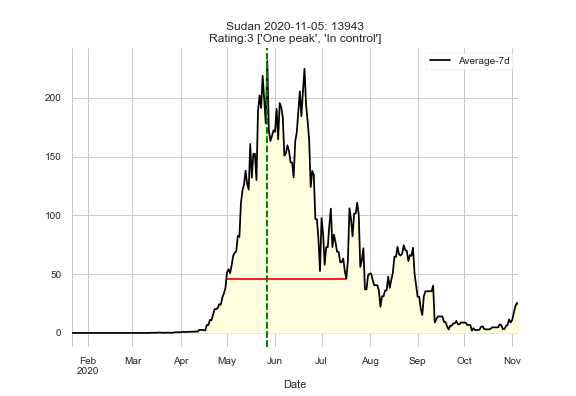 Sudan 2020-11-05: 13943
Rating:3 ['One peak', 'In control']
Average-7d
200
150
100
50
0
Feb Mar Apr May Jun Jul Aug Sep Oct Nov
2020
Date